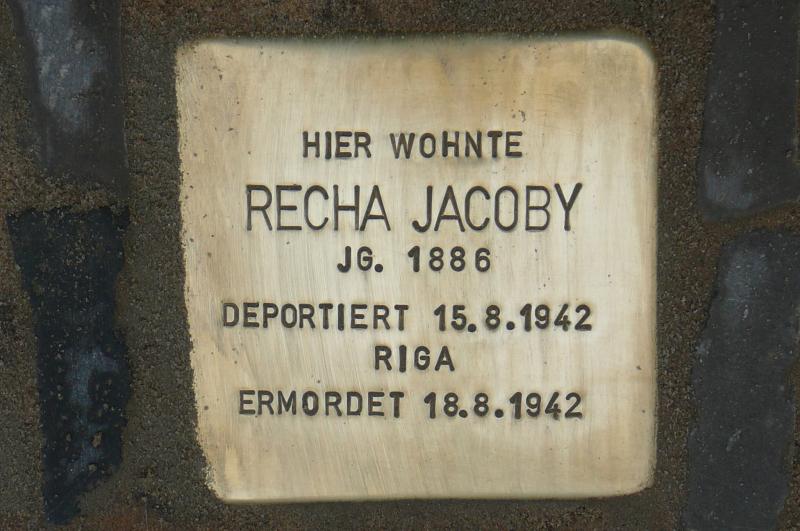 HIER WOHNTE
RECHA JACOBY
JG. 1886
DEPORTIERT 15.8.1942
RIGA
ERMORDET 18.8.1942